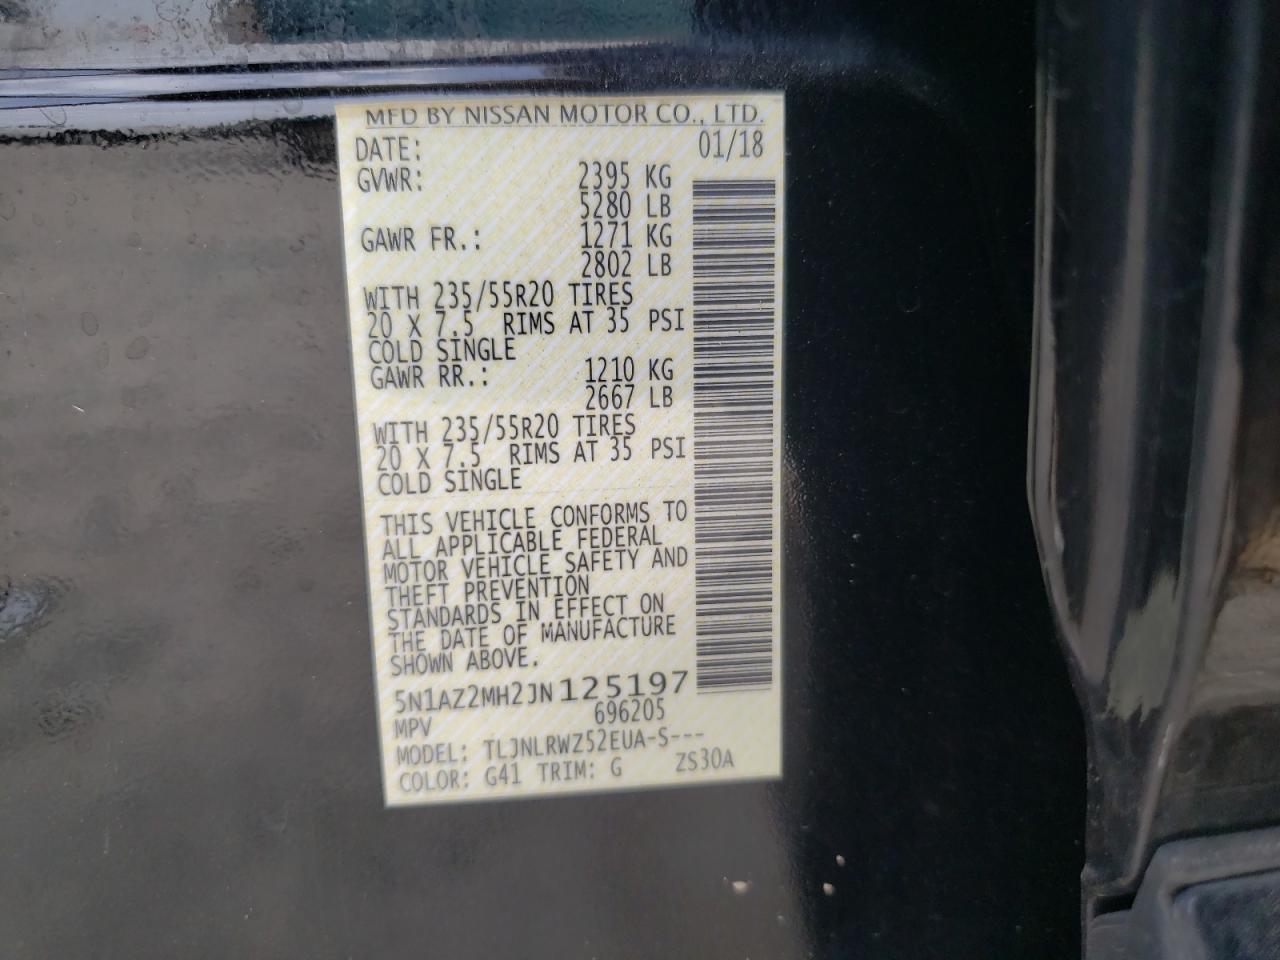 MFD BY NISSAN MOTOR CO., LTD.
DATE: 01/18
GVWR: 2395 KG
5280 LB
GAWR FR.: 1271 KG
2802 LB
WITH 235/55R20 TIRES
20 X 7.5 RIMS AT 35 PSI
COLD SINGLE
GAWR RR.: 1210 KG
2667 LB
WITH 235/55R20 TIRES
20 X 7.5 RIMS AT 35 PSI
COLD SINGLE
THIS VEHICLE CONFORMS TO
ALL APPLICABLE FEDERAL
MOTOR VEHICLE SAFETY AND
THEFT PREVENTION
STANDARDS IN EFFECT ON
THE DATE OF MANUFACTURE
SHOWN ABOVE.
5N1AZ2MH2JN125197
MPV 696205
MODEL: TLJNLRWZ52EUA-S---
COLOR: G41 TRIM: G ZS30A